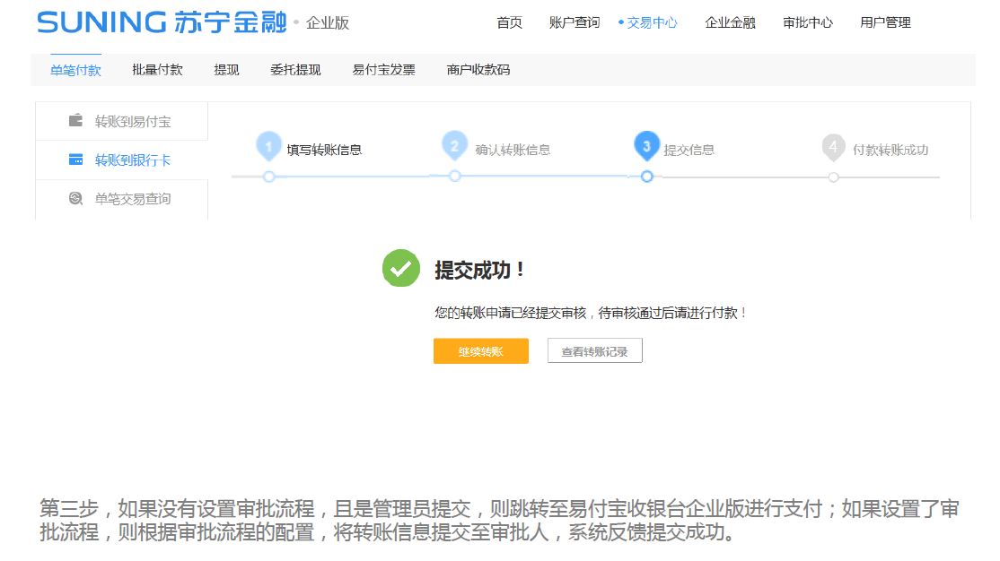 SUNING 苏宁金融 • 企业版
首页 账户查询 • 交易中心 企业金融 审批中心 用户管理
单笔付款 批量付款 提现 委托提现 易付宝发票 商户收款码
转账到易付宝
转账到银行卡
单笔交易查询
1 填写转账信息 2 确认转账信息 3 提交信息 4 付款转账成功
提交成功！
您的转账申请已经提交审核，待审核通过后请进行付款！
继续转账 查看转账记录
第三步，如果没有设置审批流程，且是管理员提交，则跳转至易付宝收银台企业版进行支付；如果设置了审
批流程，则根据审批流程的配置，将转账信息提交至审批人，系统反馈提交成功。